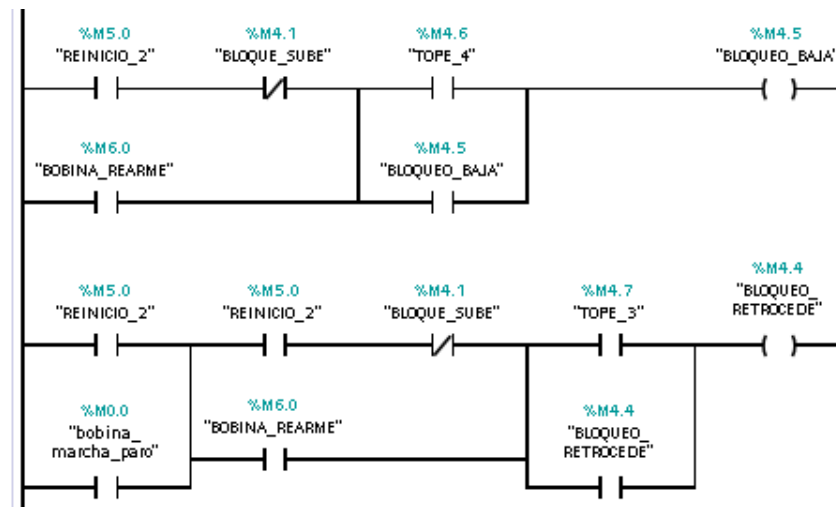 %M5.0
"REINICIO_2"
%M4.1
"BLOQUE_SUBE"
%M4.6
"TOPE_4"
%M4.5
"BLOQUEO_BAJA"
%M6.0
"BOBINA_REARME"
%M4.5
"BLOQUEO_BAJA"
%M5.0
"REINICIO_2"
%M5.0
"REINICIO_2"
%M4.1
"BLOQUE_SUBE"
%M4.7
"TOPE_3"
%M4.4
"BLOQUEO_
RETROCEDE"
%M0.0
"bobina_
marcha_paro"
%M6.0
"BOBINA_REARME"
%M4.4
"BLOQUEO_
RETROCEDE"